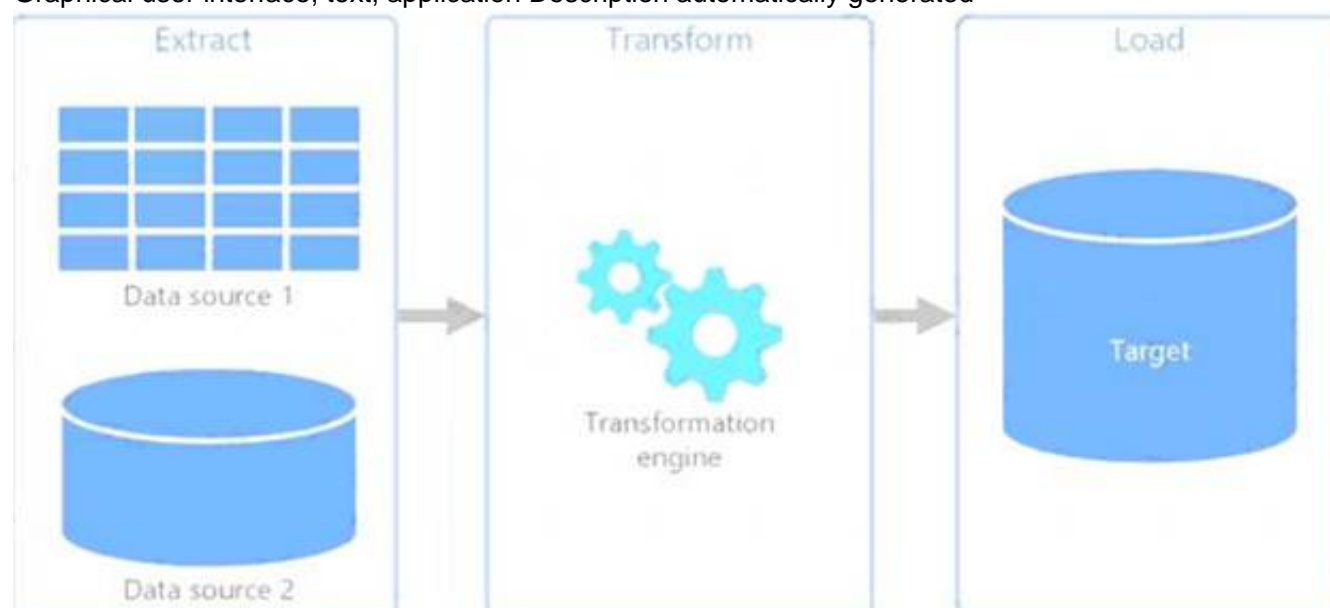 Graphical user interface, text, application Description automatically generated
Extract
Data source 1
Data source 2
Transform
Transformation
engine
Load
Target